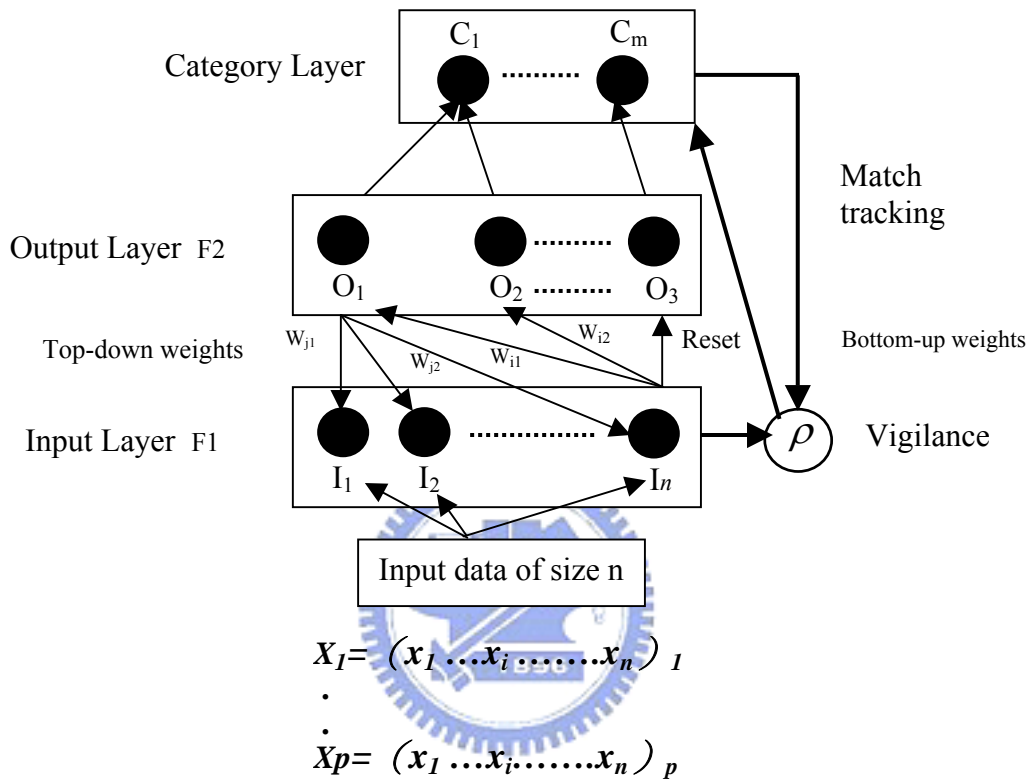 C1 Cm
Category Layer
Match
tracking
Output Layer F2
O1 O2 O3
Top-down weights
Wj1
Wj2
Wi1
Wi2
Reset
Bottom-up weights
Input Layer F1
ρ
Vigilance
I1 I2 In
Input data of size n
X1= (x1 ...xi .......xn) 1
1896
.
.
Xp= (x1 ...xi.......xn) p